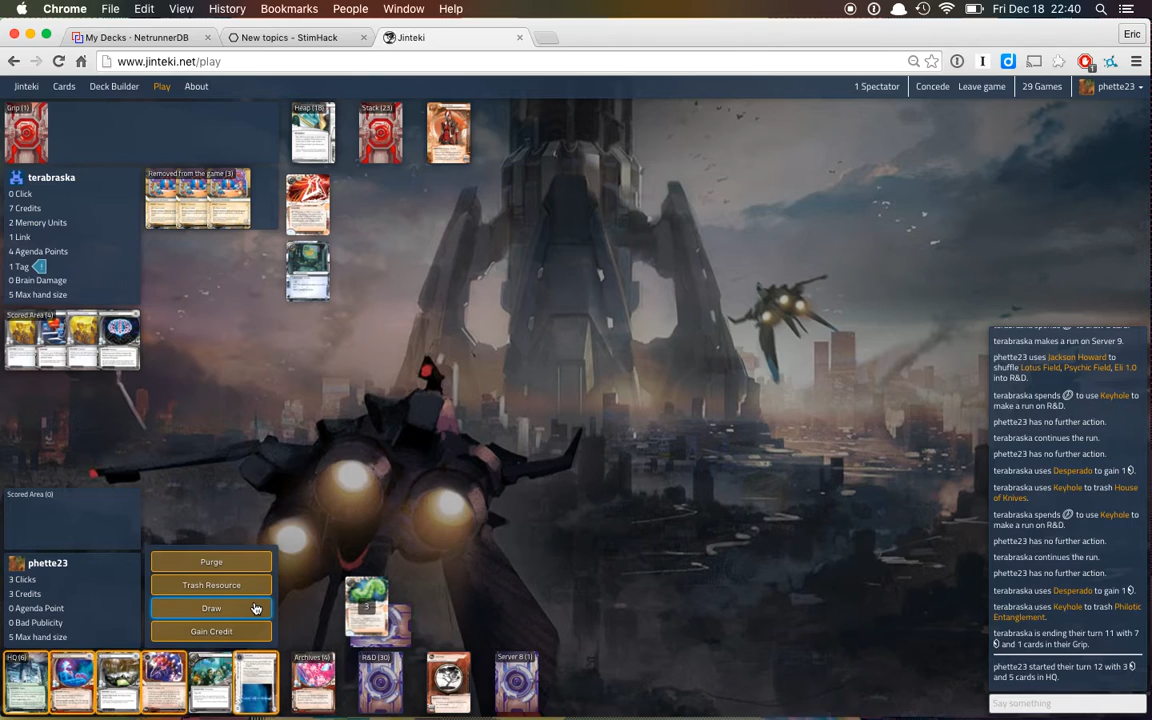 Chrome File Edit View History Bookmarks People Window Help Fri Dec 18 22:40
My Decks · NetrunnerDB × New topics - StimHack × Jinteki × Eric
www.jinteki.net/play
Jinteki Cards Deck Builder Play About 1 Spectator Concede Leave game 29 Games phette23
Grip (1)
Heap (18)
Stack (23)
terabraska
0 Click
7 Credits
2 Memory Units
1 Link
4 Agenda Points
1 Tag
0 Brain Damage
5 Max hand size
Removed from the game (3)
Scored Area (4)
Scored Area (0)
phette23
3 Clicks
3 Credits
0 Agenda Point
0 Bad Publicity
5 Max hand size
Purge
Trash Resource
Draw
Gain Credit
3
HQ (6)
Archives (4)
R&D (30)
Server 8 (1)
terabraska makes a run on Server 9.
phette23 uses Jackson Howard to
shuffle Lotus Field, Psychic Field, Eli 1.0
into R&D.
terabraska spends to use Keyhole to
make a run on R&D.
phette23 has no further action.
terabraska continues the run.
phette23 has no further action.
terabraska uses Desperado to gain 1
terabraska uses Keyhole to trash House
of Knives.
terabraska spends to use Keyhole to
make a run on R&D.
phette23 has no further action.
terabraska continues the run.
phette23 has no further action.
terabraska uses Desperado to gain 1
terabraska uses Keyhole to trash Philotic
Entanglement.
terabraska is ending their turn 11 with 7
and 1 cards in their Grip.
phette23 started their turn 12 with 3
and 5 cards in HQ.
Say something